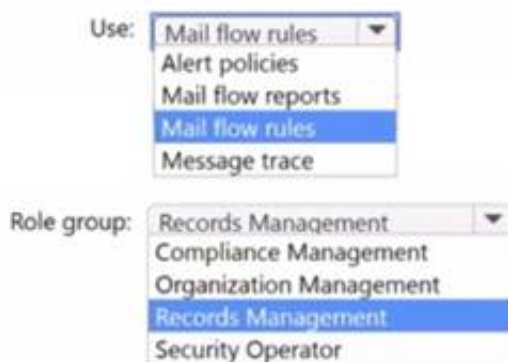 Use: Mail flow rules
Alert policies
Mail flow reports
Mail flow rules
Message trace
Role group: Records Management
Compliance Management
Organization Management
Records Management
Security Operator